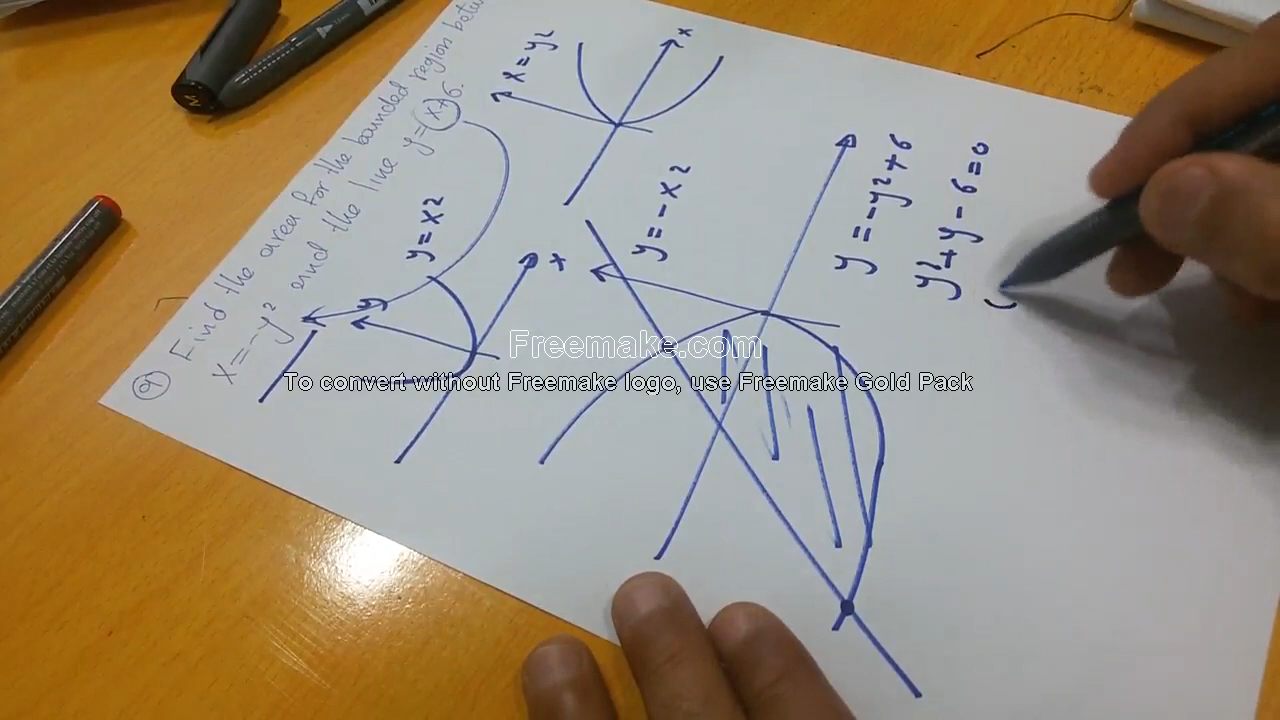 9) Find the area for the bounded region betw
x=-y² and the line y=x+6.
y
y=x²
x
x=y²
x
y=-x²
y=-y²+6
y²+y-6=0
(
Freemake.com
To convert without Freemake logo, use Freemake Gold Pack